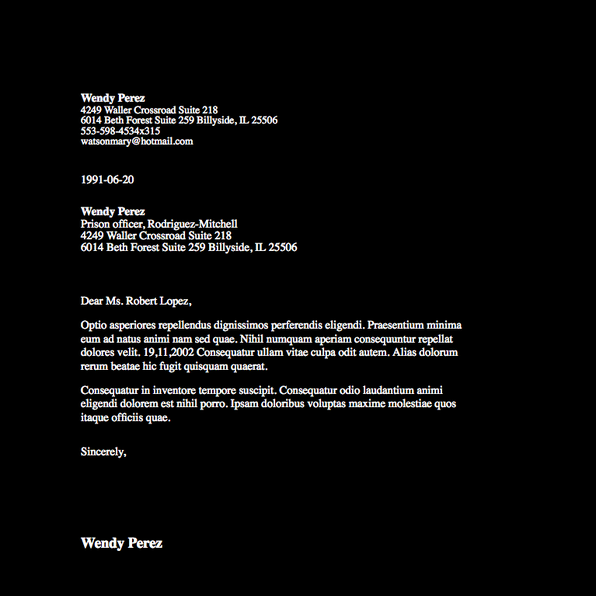 Wendy Perez
4249 Waller Crossroad Suite 218
6014 Beth Forest Suite 259 Billyside, IL 25506
553-598-4534x315
watsonmary@hotmail.com
1991-06-20
Wendy Perez
Prison officer, Rodriguez-Mitchell
4249 Waller Crossroad Suite 218
6014 Beth Forest Suite 259 Billyside, IL 25506
Dear Ms. Robert Lopez,
Optio asperiores repellendus dignissimos perferendis eligendi. Praesentium minima
eum ad natus animi nam sed quae. Nihil numquam aperiam consequuntur repellat
dolores velit. 19,11,2002 Consequatur ullam vitae culpa odit autem. Alias dolorum
rerum beatae hic fugit quisquam quaerat.
Consequatur in inventore tempore suscipit. Consequatur odio laudantium animi
eligendi dolorem est nihil porro. Ipsam doloribus voluptas maxime molestiae quos
itaque officiis quae.
Sincerely,
Wendy Perez